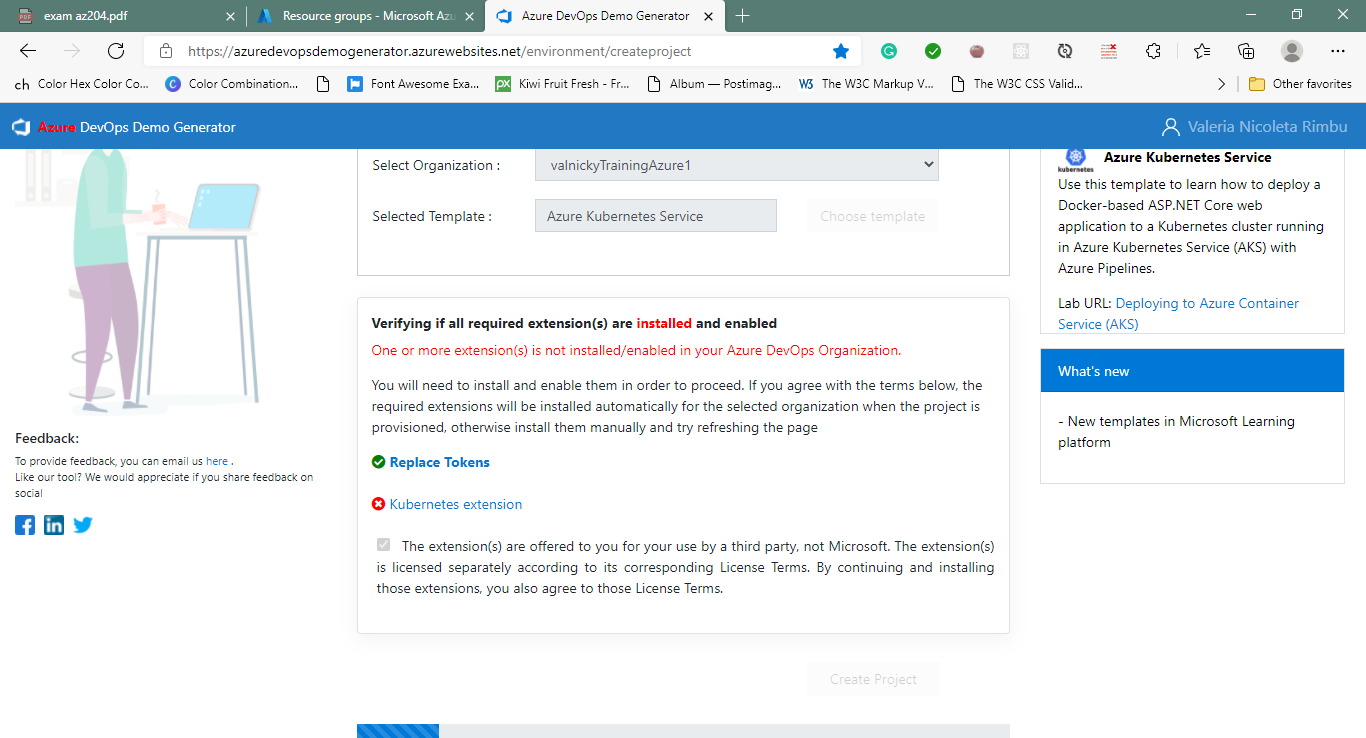 exam az204.pdf
Resource groups - Microsoft Azu
Azure DevOps Demo Generator
https://azuredevopsdemogenerator.azurewebsites.net/environment/createproject
ch Color Hex Color Co...
C Color Combination...
Font Awesome Exa...
px Kiwi Fruit Fresh - Fr...
Album — Postimag...
W3 The W3C Markup V...
The W3C CSS Valid...
Other favorites
Azure DevOps Demo Generator
Valeria Nicoleta Rimbu
Select Organization :
valnickyTrainingAzure1
Selected Template :
Azure Kubernetes Service
Choose template
Verifying if all required extension(s) are installed and enabled
One or more extension(s) is not installed/enabled in your Azure DevOps Organization.
You will need to install and enable them in order to proceed. If you agree with the terms below, the
required extensions will be installed automatically for the selected organization when the project is
provisioned, otherwise install them manually and try refreshing the page
Replace Tokens
Kubernetes extension
The extension(s) are offered to you for your use by a third party, not Microsoft. The extension(s)
is licensed separately according to its corresponding License Terms. By continuing and installing
those extensions, you also agree to those License Terms.
Create Project
Feedback:
To provide feedback, you can email us here .
Like our tool? We would appreciate if you share feedback on
social
kubernetes
Azure Kubernetes Service
Use this template to learn how to deploy a
Docker-based ASP.NET Core web
application to a Kubernetes cluster running
in Azure Kubernetes Service (AKS) with
Azure Pipelines.
Lab URL: Deploying to Azure Container
Service (AKS)
What's new
- New templates in Microsoft Learning
platform